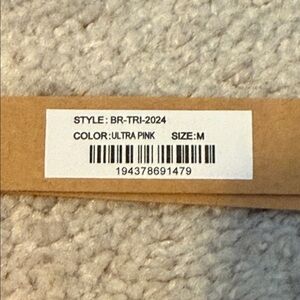 STYLE: BR-TRI-2024
COLOR:ULTRA PINK SIZE:M
194378691479